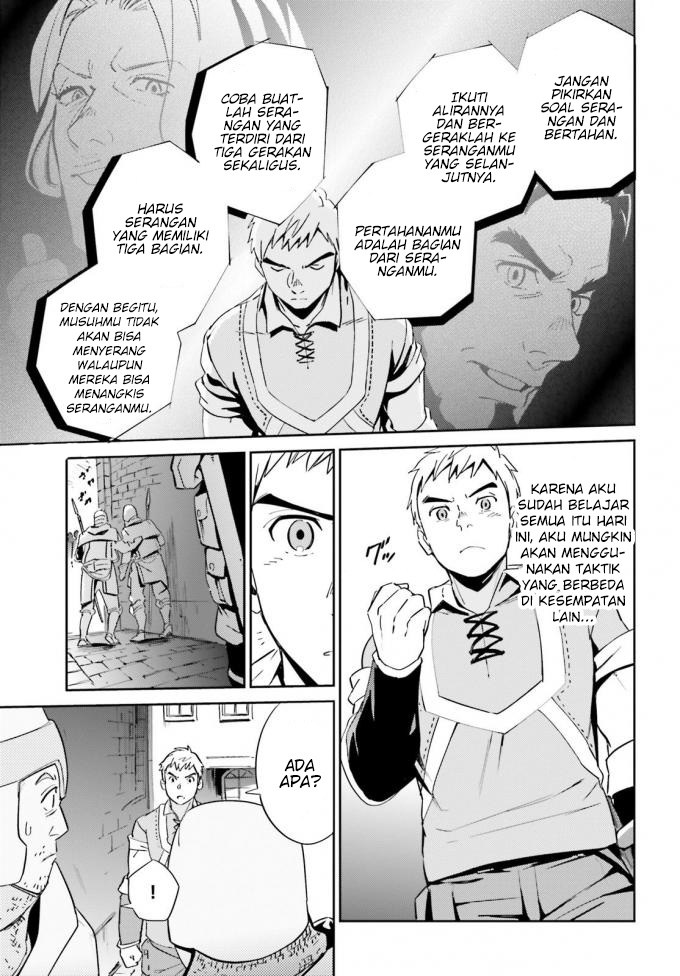 JANGAN
PIKIRKAN
SOAL SERA-
NGAN DAN
BERTAHAN.
IKUTI
ALIRANNYA
DAN BER-
GERAKLAH KE
SERANGANMU
YANG SELAN-
JUTNYA.
PERTAHANANMU
ADALAH BAGIAN
DARI SERA-
NGANMU.
COBA BUAT-
LAH SERA-
NGAN YANG
TERDIRI DARI
TIGA GERAKAN
SEKALIGUS.
HARUS
SERANGAN
YANG MEMILIKI
TIGA BAGIAN.
DENGAN BEGITU,
MUSUHMU TIDAK
AKAN BISA
MENYERANG
WALAUPUN
MEREKA BISA
MENANGKIS
SERANGANMU.
KARENA AKU
SUDAH BELAJAR
SEMUA ITU HARI
INI, AKU MUNGKIN
AKAN MENGGU-
NAKAN TAKTIK
YANG BERBEDA
DI KESEMPATAN
LAIN...
グッ
ADA
APA?
!